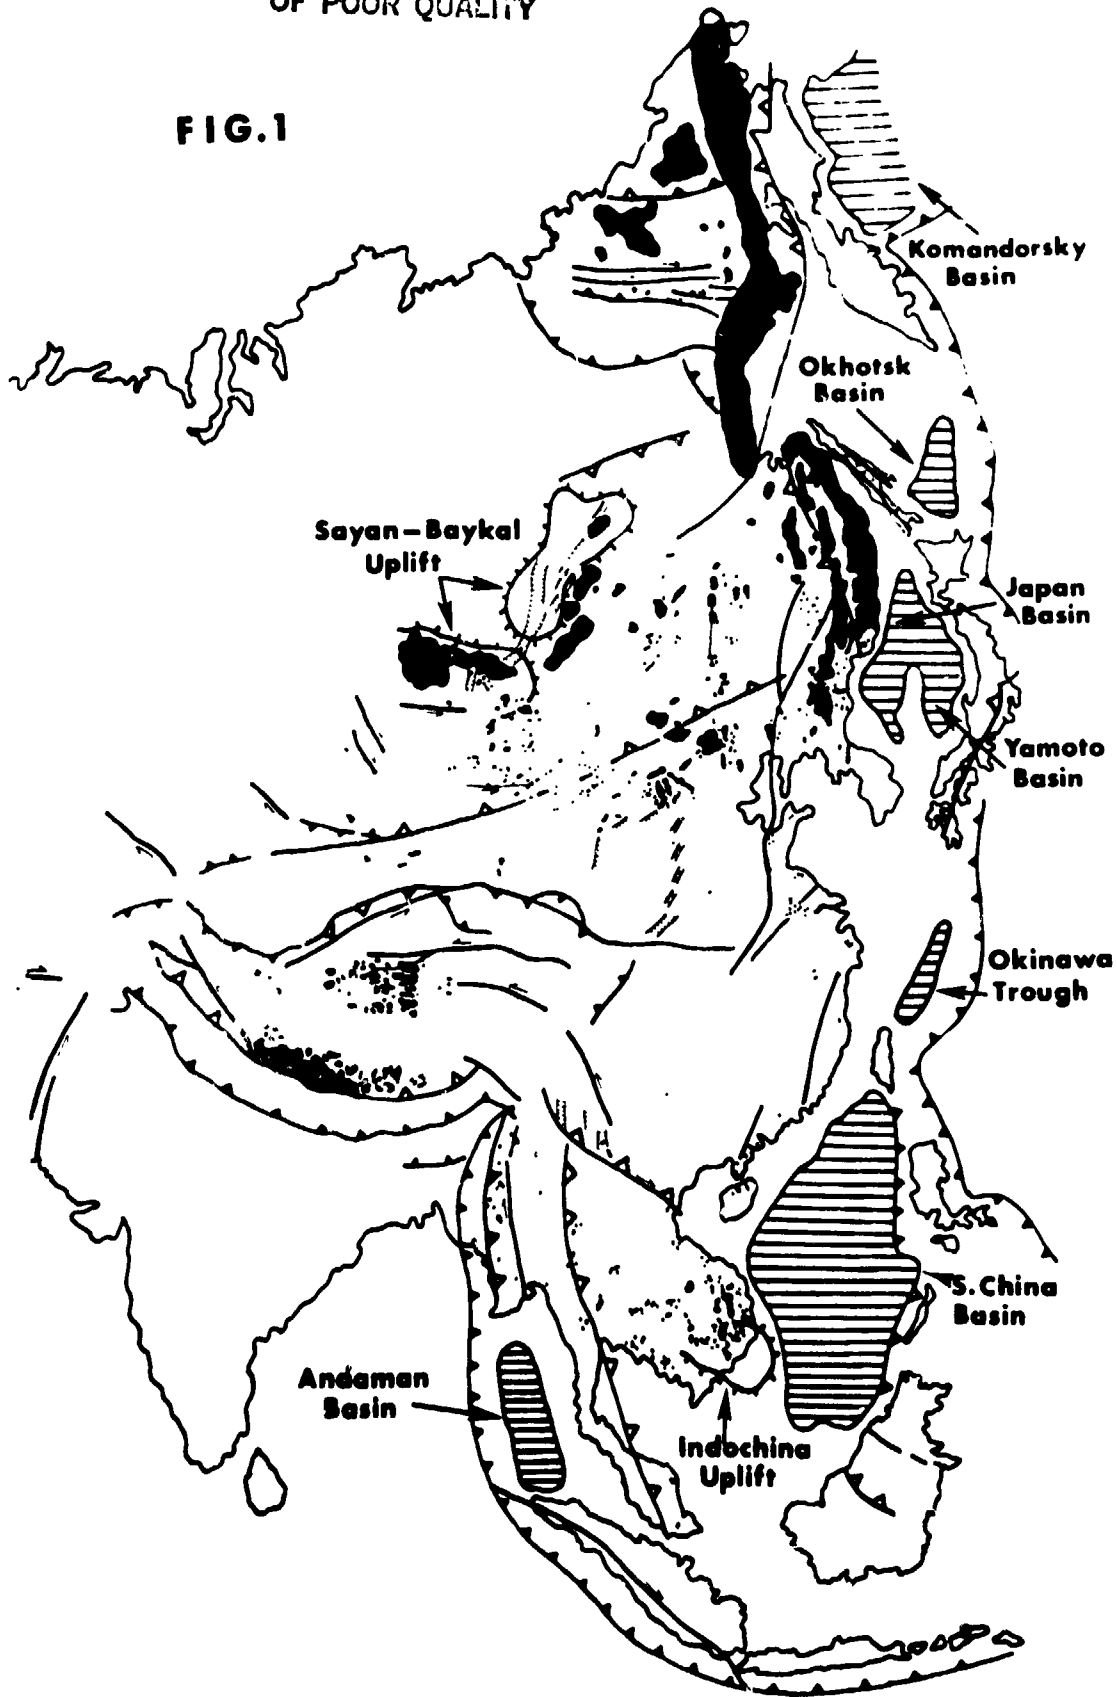 OF POOR QUALITY
FIG.1
Komandorsky
Basin
Okhotsk
Basin
Sayan-Baykal
Uplift
Japan
Basin
Yamoto
Basin
Okinawa
Trough
S. China
Basin
Andaman
Basin
Indochina
Uplift